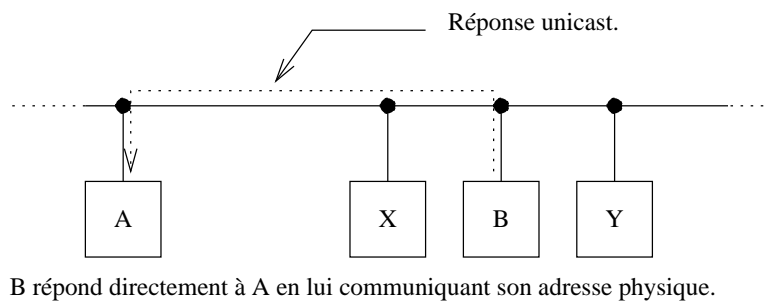 Réponse unicast.
A
X
B
Y
B répond directement à A en lui communiquant son adresse physique.